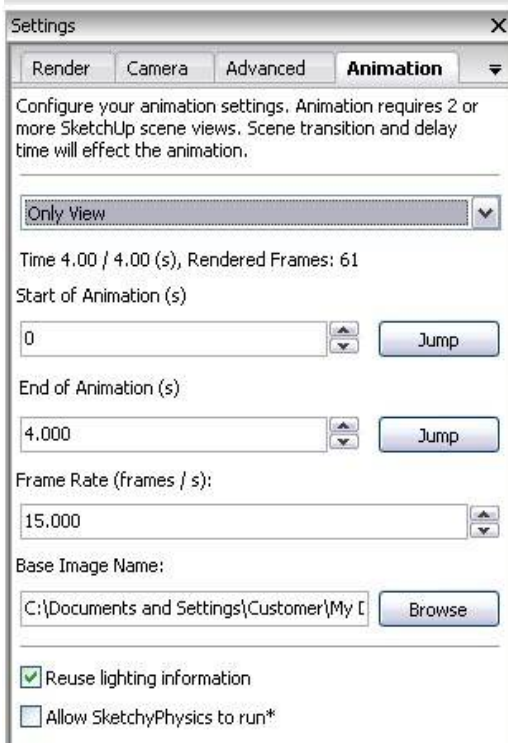 Settings
Render Camera Advanced Animation
Configure your animation settings. Animation requires 2 or
more SketchUp scene views. Scene transition and delay
time will effect the animation.
Only View
Time 4.00 / 4.00 (s), Rendered Frames: 61
Start of Animation (s)
0 Jump
End of Animation (s)
4.000 Jump
Frame Rate (frames / s):
15.000
Base Image Name:
C:\Documents and Settings\Customer\My D Browse
Reuse lighting information
Allow SketchyPhysics to run*